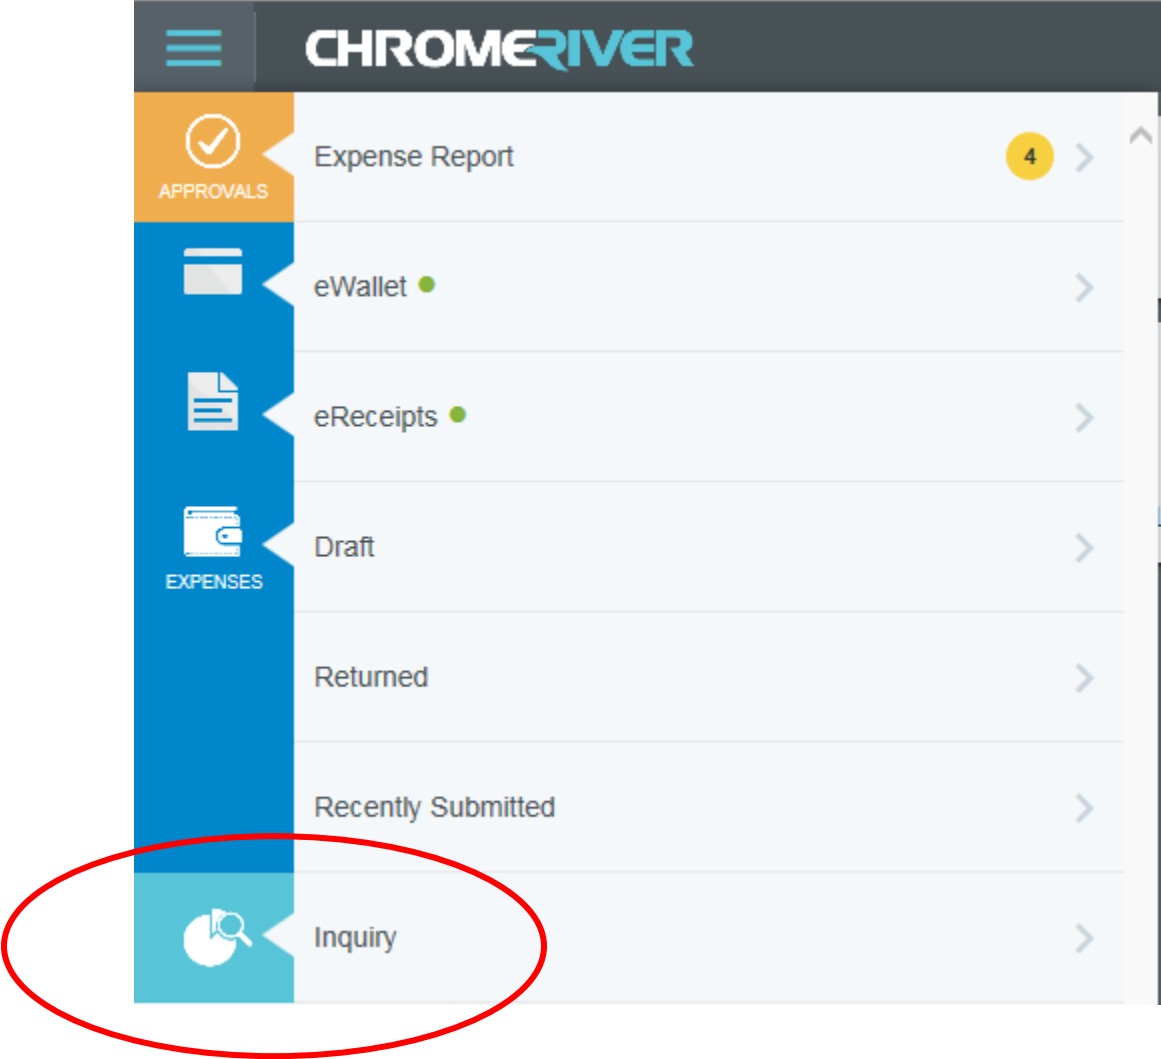 CHROMERIVER
Expense Report 4
APPROVALS
eWallet
eReceipts
Draft
EXPENSES
Returned
Recently Submitted
Inquiry